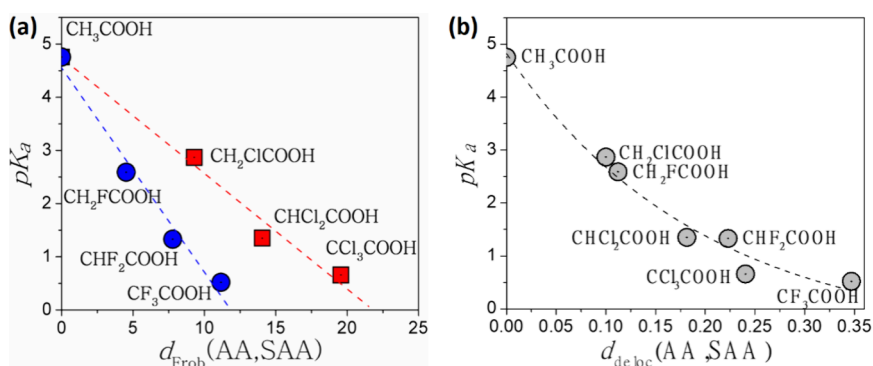 (a)
CH₃COOH
5
4
3
2
1
0
pKa
CH₂ClCOOH
CH₂FCOOH
CHCl₂COOH
CHF₂COOH
CCl₃COOH
CF₃COOH
0 5 10 15 20 25
d_Frob(AA,SAA)
(b)
5
4
3
2
1
0
pKa
CH₃COOH
CH₂ClCOOH
CH₂FCOOH
CHCl₂COOH
CHF₂COOH
CCl₃COOH
CF₃COOH
0.00 0.05 0.10 0.15 0.20 0.25 0.30 0.35
d_deloc(AA,SAA)